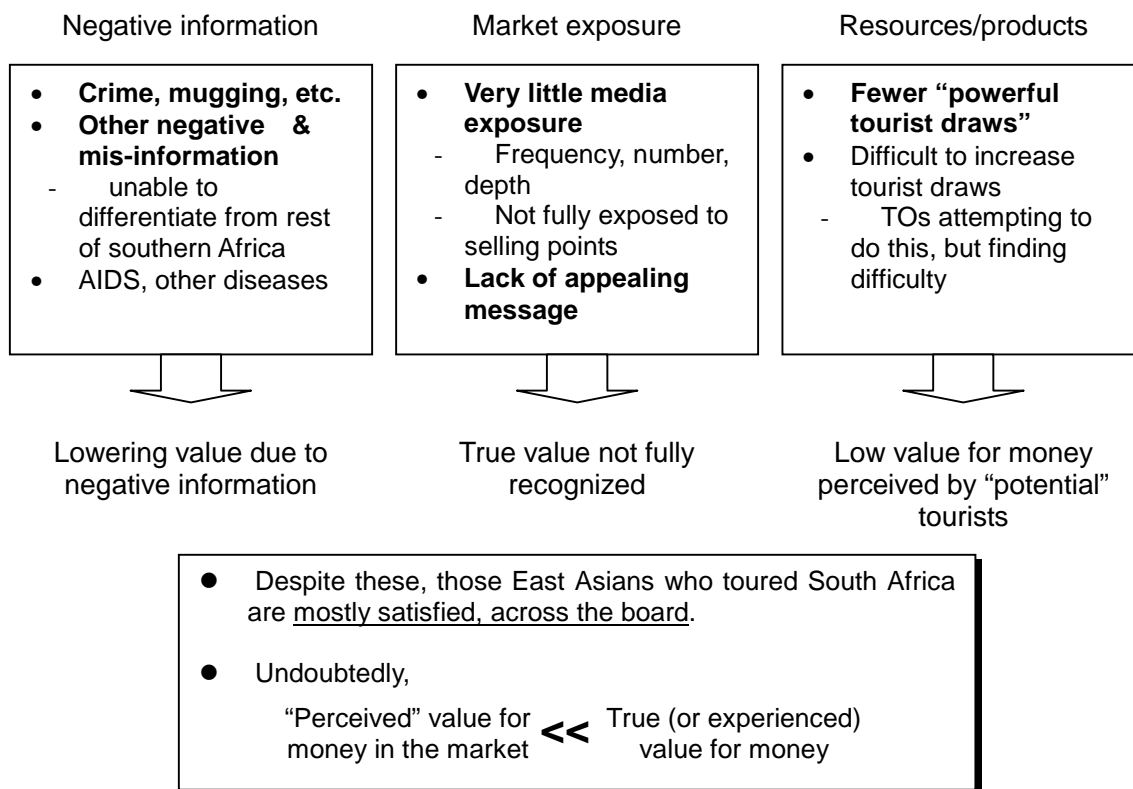 Negative information
• Crime, mugging, etc.
• Other negative &
mis-information
- unable to
differentiate from rest
of southern Africa
• AIDS, other diseases
Lowering value due to
negative information
Market exposure
• Very little media
exposure
- Frequency, number,
depth
- Not fully exposed to
selling points
• Lack of appealing
message
True value not fully
recognized
Resources/products
• Fewer “powerful
tourist draws”
• Difficult to increase
tourist draws
- TOs attempting to
do this, but finding
difficulty
Low value for money
perceived by “potential”
tourists
● Despite these, those East Asians who toured South Africa
are mostly satisfied, across the board.
● Undoubtedly,
“Perceived” value for
money in the market
<<
True (or experienced)
value for money